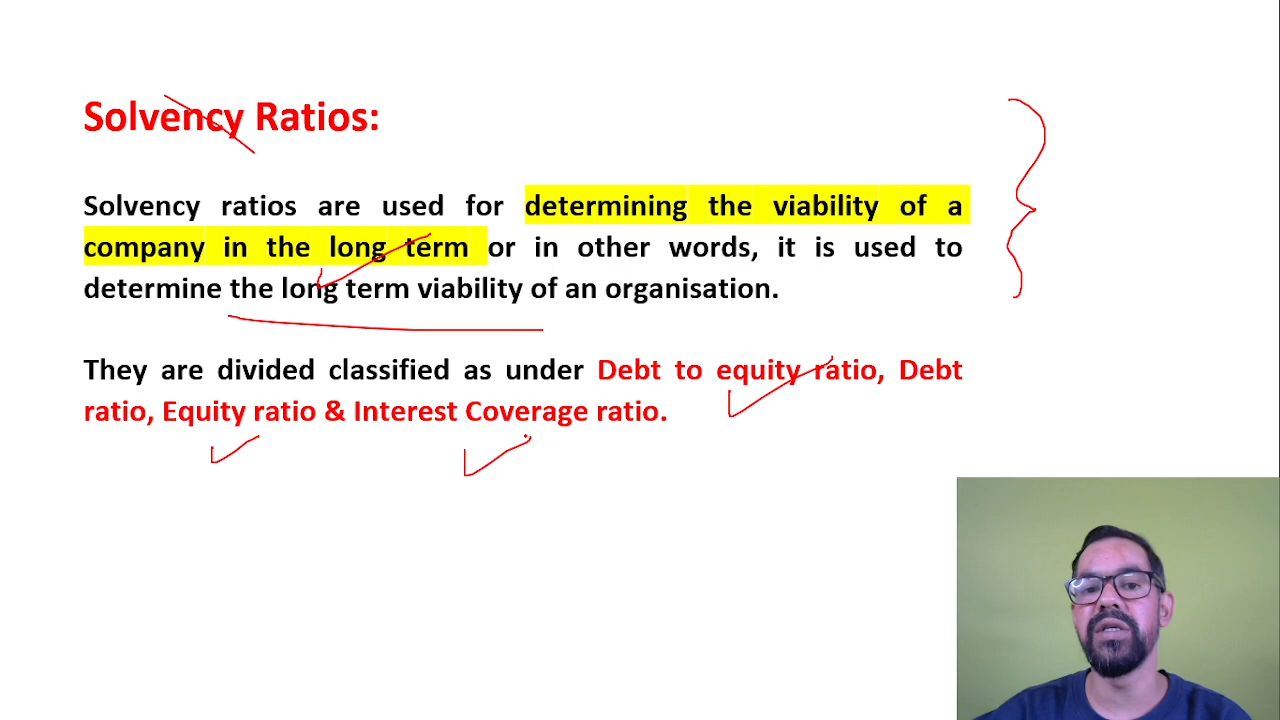 Solvency Ratios:
Solvency ratios are used for determining the viability of a
company in the long term or in other words, it is used to
determine the long term viability of an organisation.
They are divided classified as under Debt to equity ratio, Debt
ratio, Equity ratio & Interest Coverage ratio.